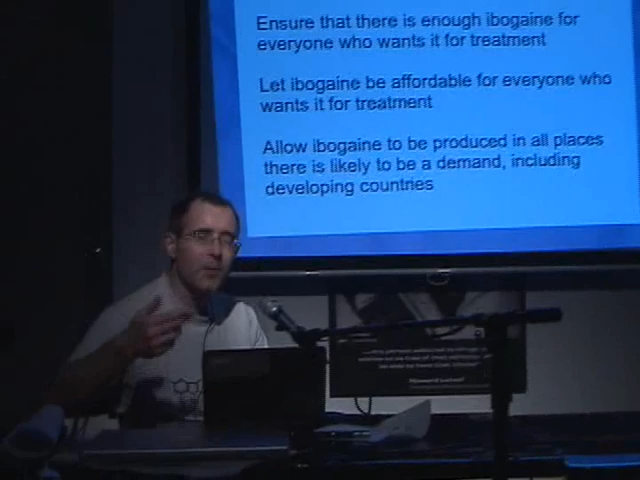 Ensure that there is enough ibogaine for
everyone who wants it for treatment
Let ibogaine be affordable for everyone who
wants it for treatment
Allow ibogaine to be produced in all places
there is likely to be a demand, including
developing countries